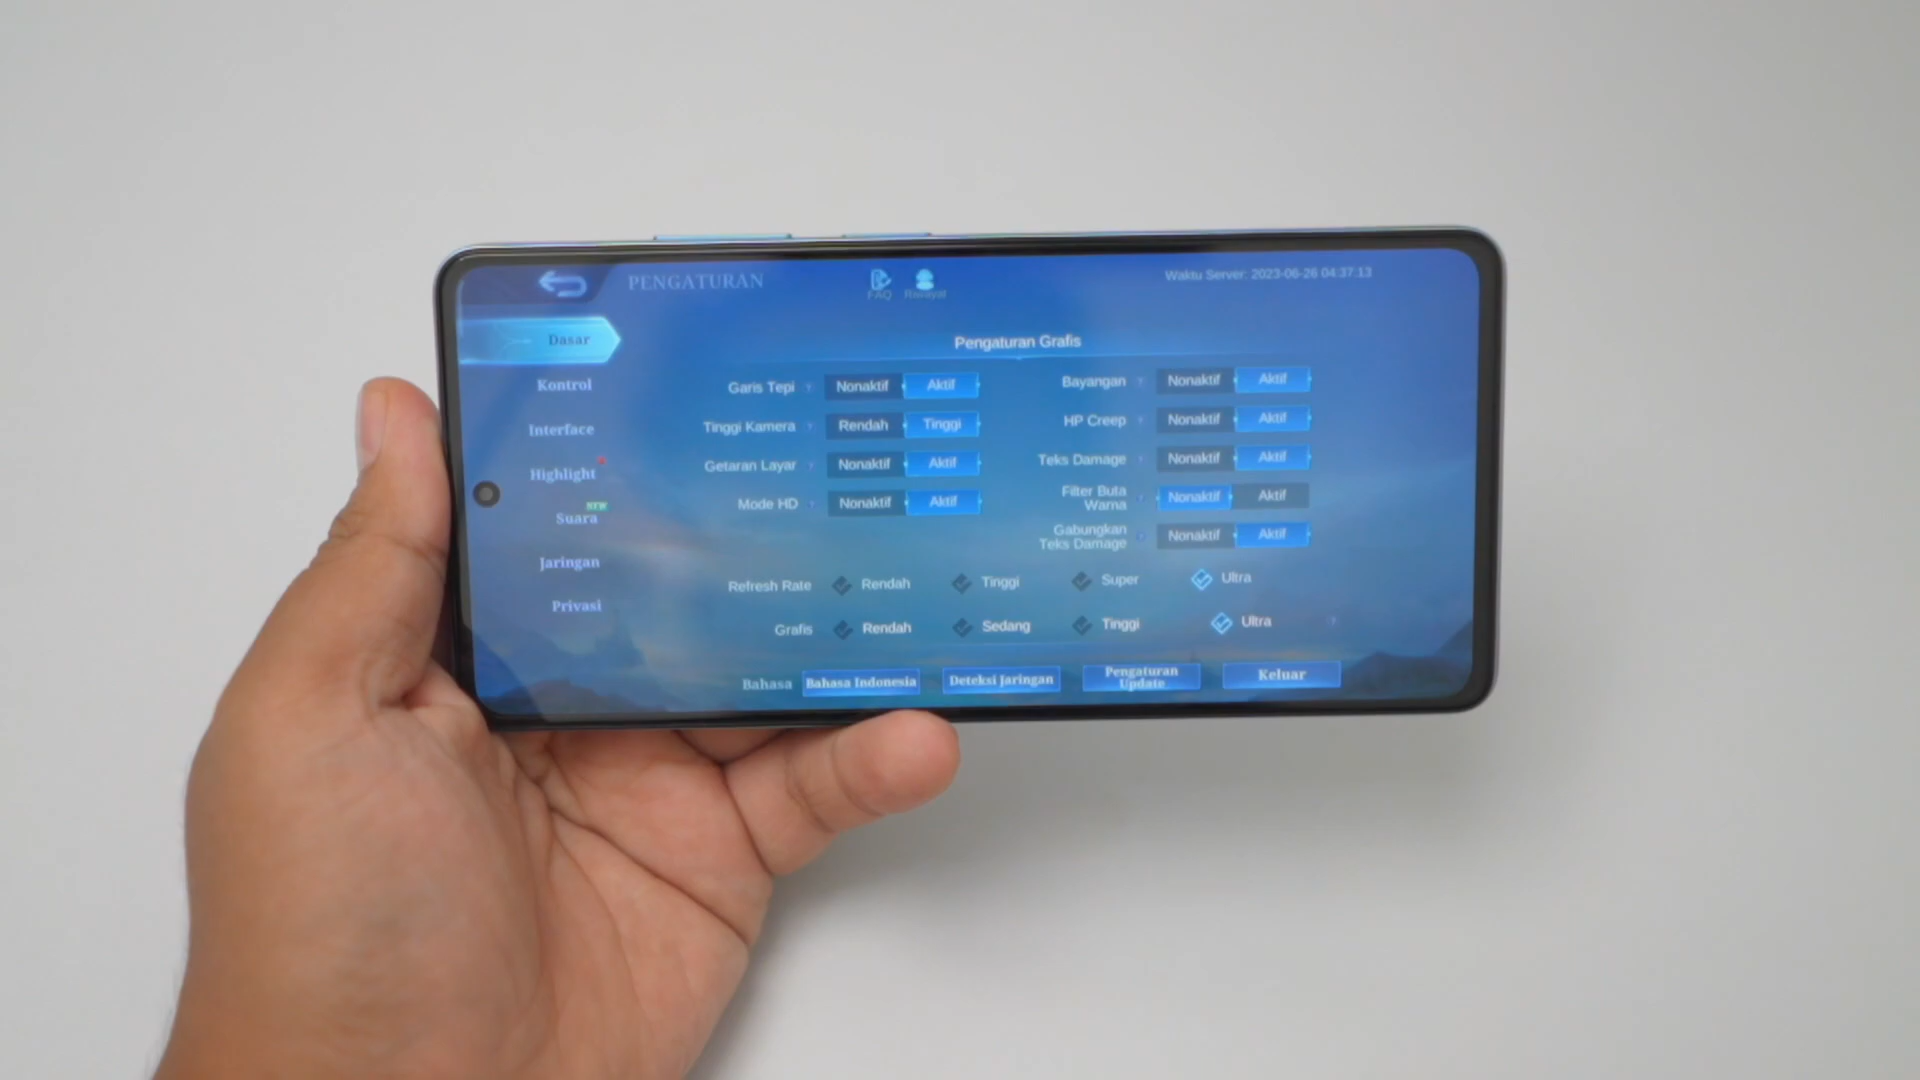 PENGATURAN
FAQ
Riwayat
Waktu Server: 2023-06-26 04:37:13
Dasar
Kontrol
Interface
Highlight
NEW
Suara
Jaringan
Privasi
Pengaturan Grafis
Garis Tepi Nonaktif Aktif
Bayangan Nonaktif Aktif
Tinggi Kamera Rendah Tinggi
HP Creep Nonaktif Aktif
Getaran Layar Nonaktif Aktif
Teks Damage Nonaktif Aktif
Mode HD Nonaktif Aktif
Filter Buta
Warna
Nonaktif Aktif
Gabungkan
Teks Damage
Nonaktif Aktif
Refresh Rate Rendah Tinggi Super Ultra
Grafis Rendah Sedang Tinggi Ultra
Bahasa Bahasa Indonesia
Deteksi Jaringan
Pengaturan
Update
Keluar